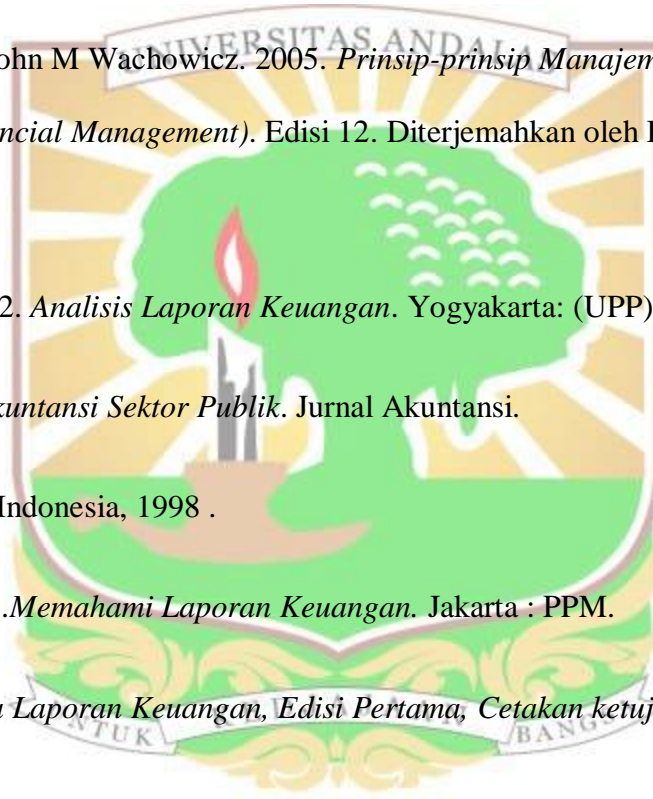 UNIVERSITAS ANDALAS
ohn M Wachowicz. 2005. Prinsip-prinsip Manajem
ncial Management). Edisi 12. Diterjemahkan oleh
2. Analisis Laporan Keuangan. Yogyakarta: (UPP)
kuntansi Sektor Publik. Jurnal Akuntansi.
Indonesia, 1998 .
.Memahami Laporan Keuangan. Jakarta : PPM.
Laporan Keuangan, Edisi Pertama, Cetakan ketuj
UNTUK BANGSA